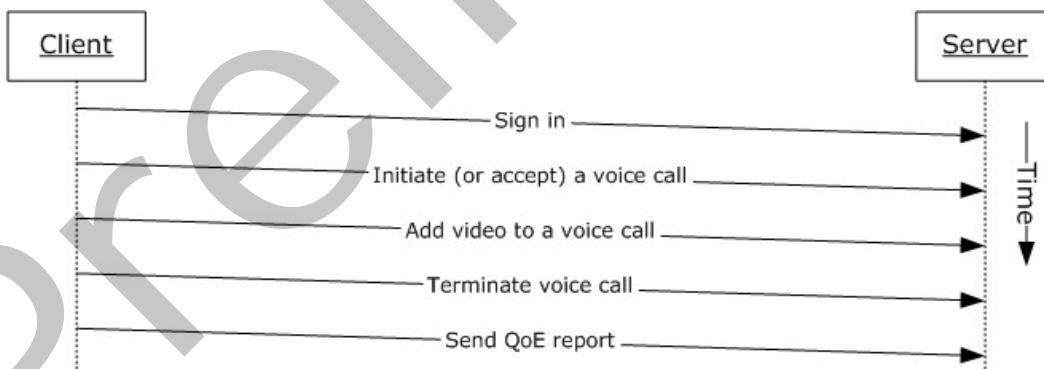 Client
Server
Sign in
Initiate (or accept) a voice call
Add video to a voice call
Terminate voice call
Send QoE report
Time
Prelim